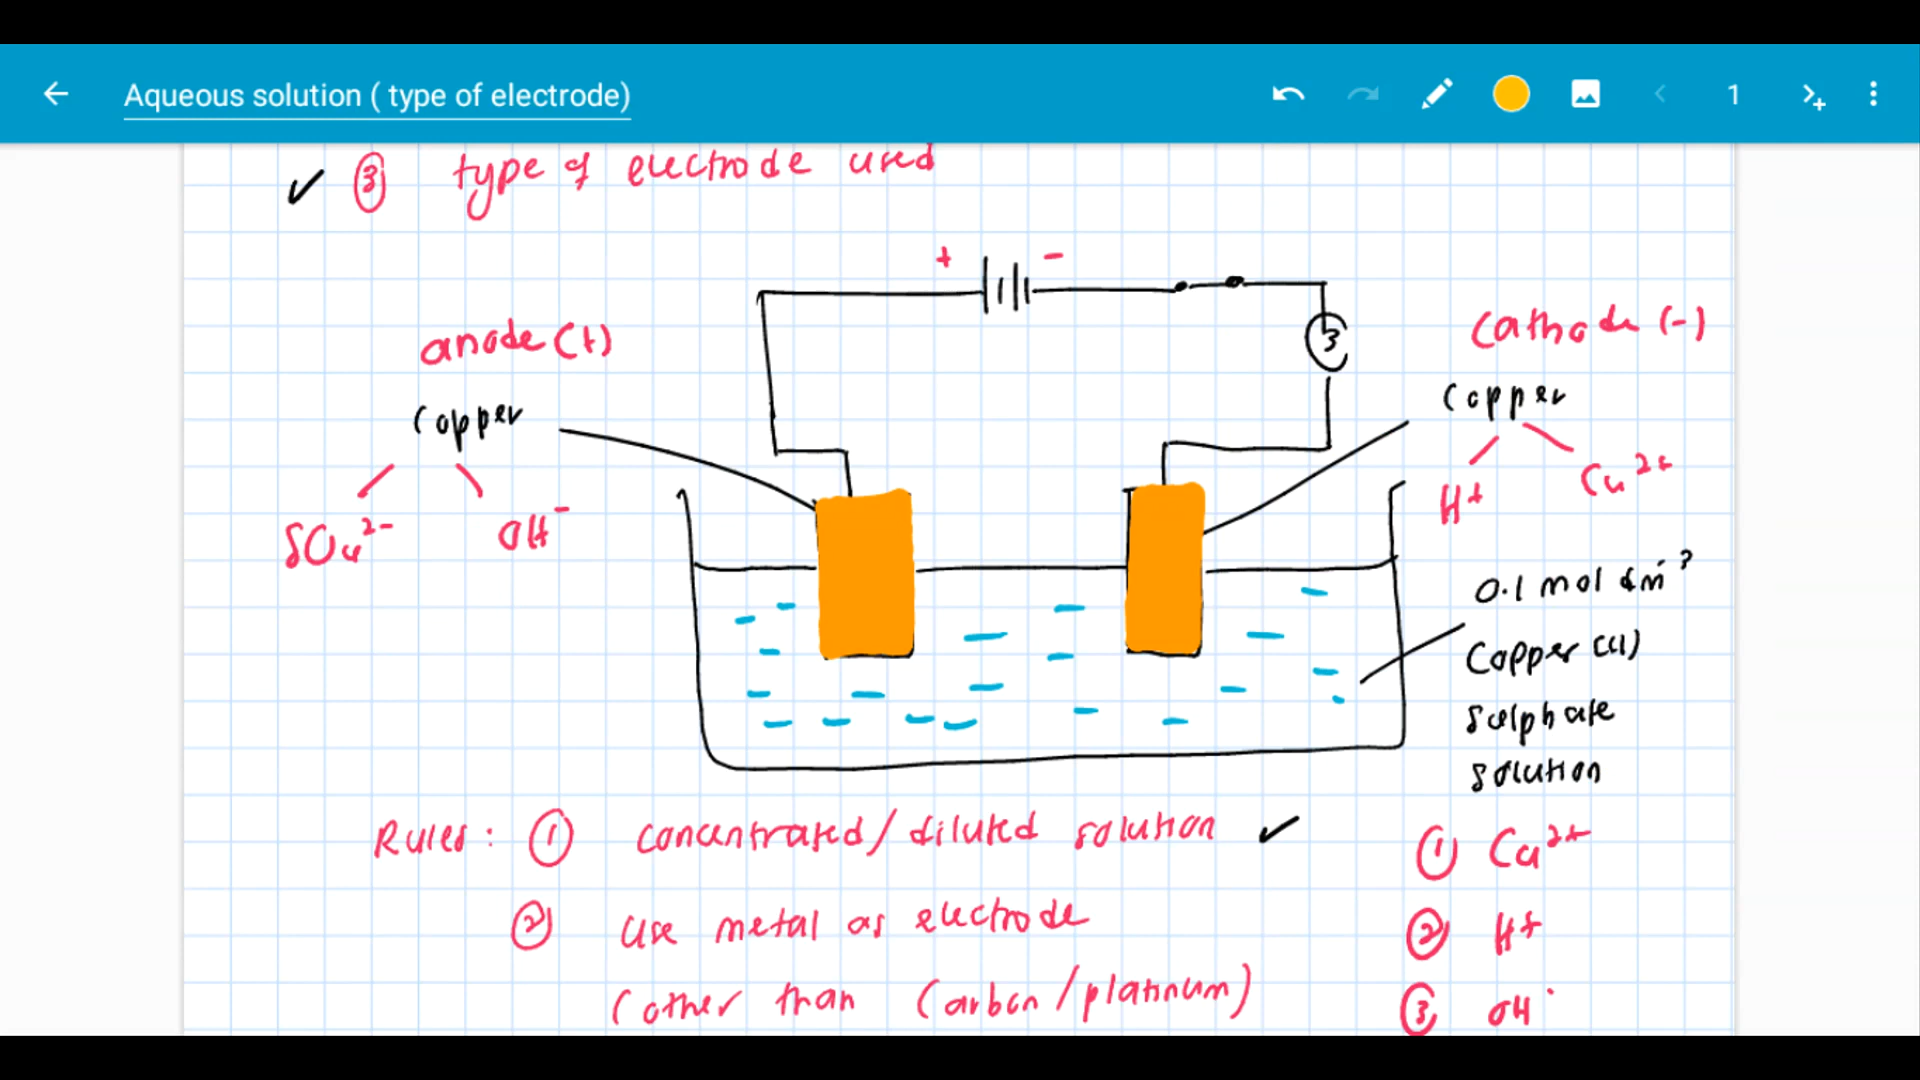 Aqueous solution ( type of electrode)
1
✓ ③ type of electrode used
+ -
anode (+)
Cathode (-)
3
Copper
Copper
SO4²⁻ OH⁻
H⁺ Cu²⁺
0.1 mol dm⁻³
Copper (II)
sulphate
solution
Rules: ① concentrated/diluted solution ✓
① Cu²⁺
② use metal as electrode
② H⁺
(other than carbon/platinum)
③ OH⁻